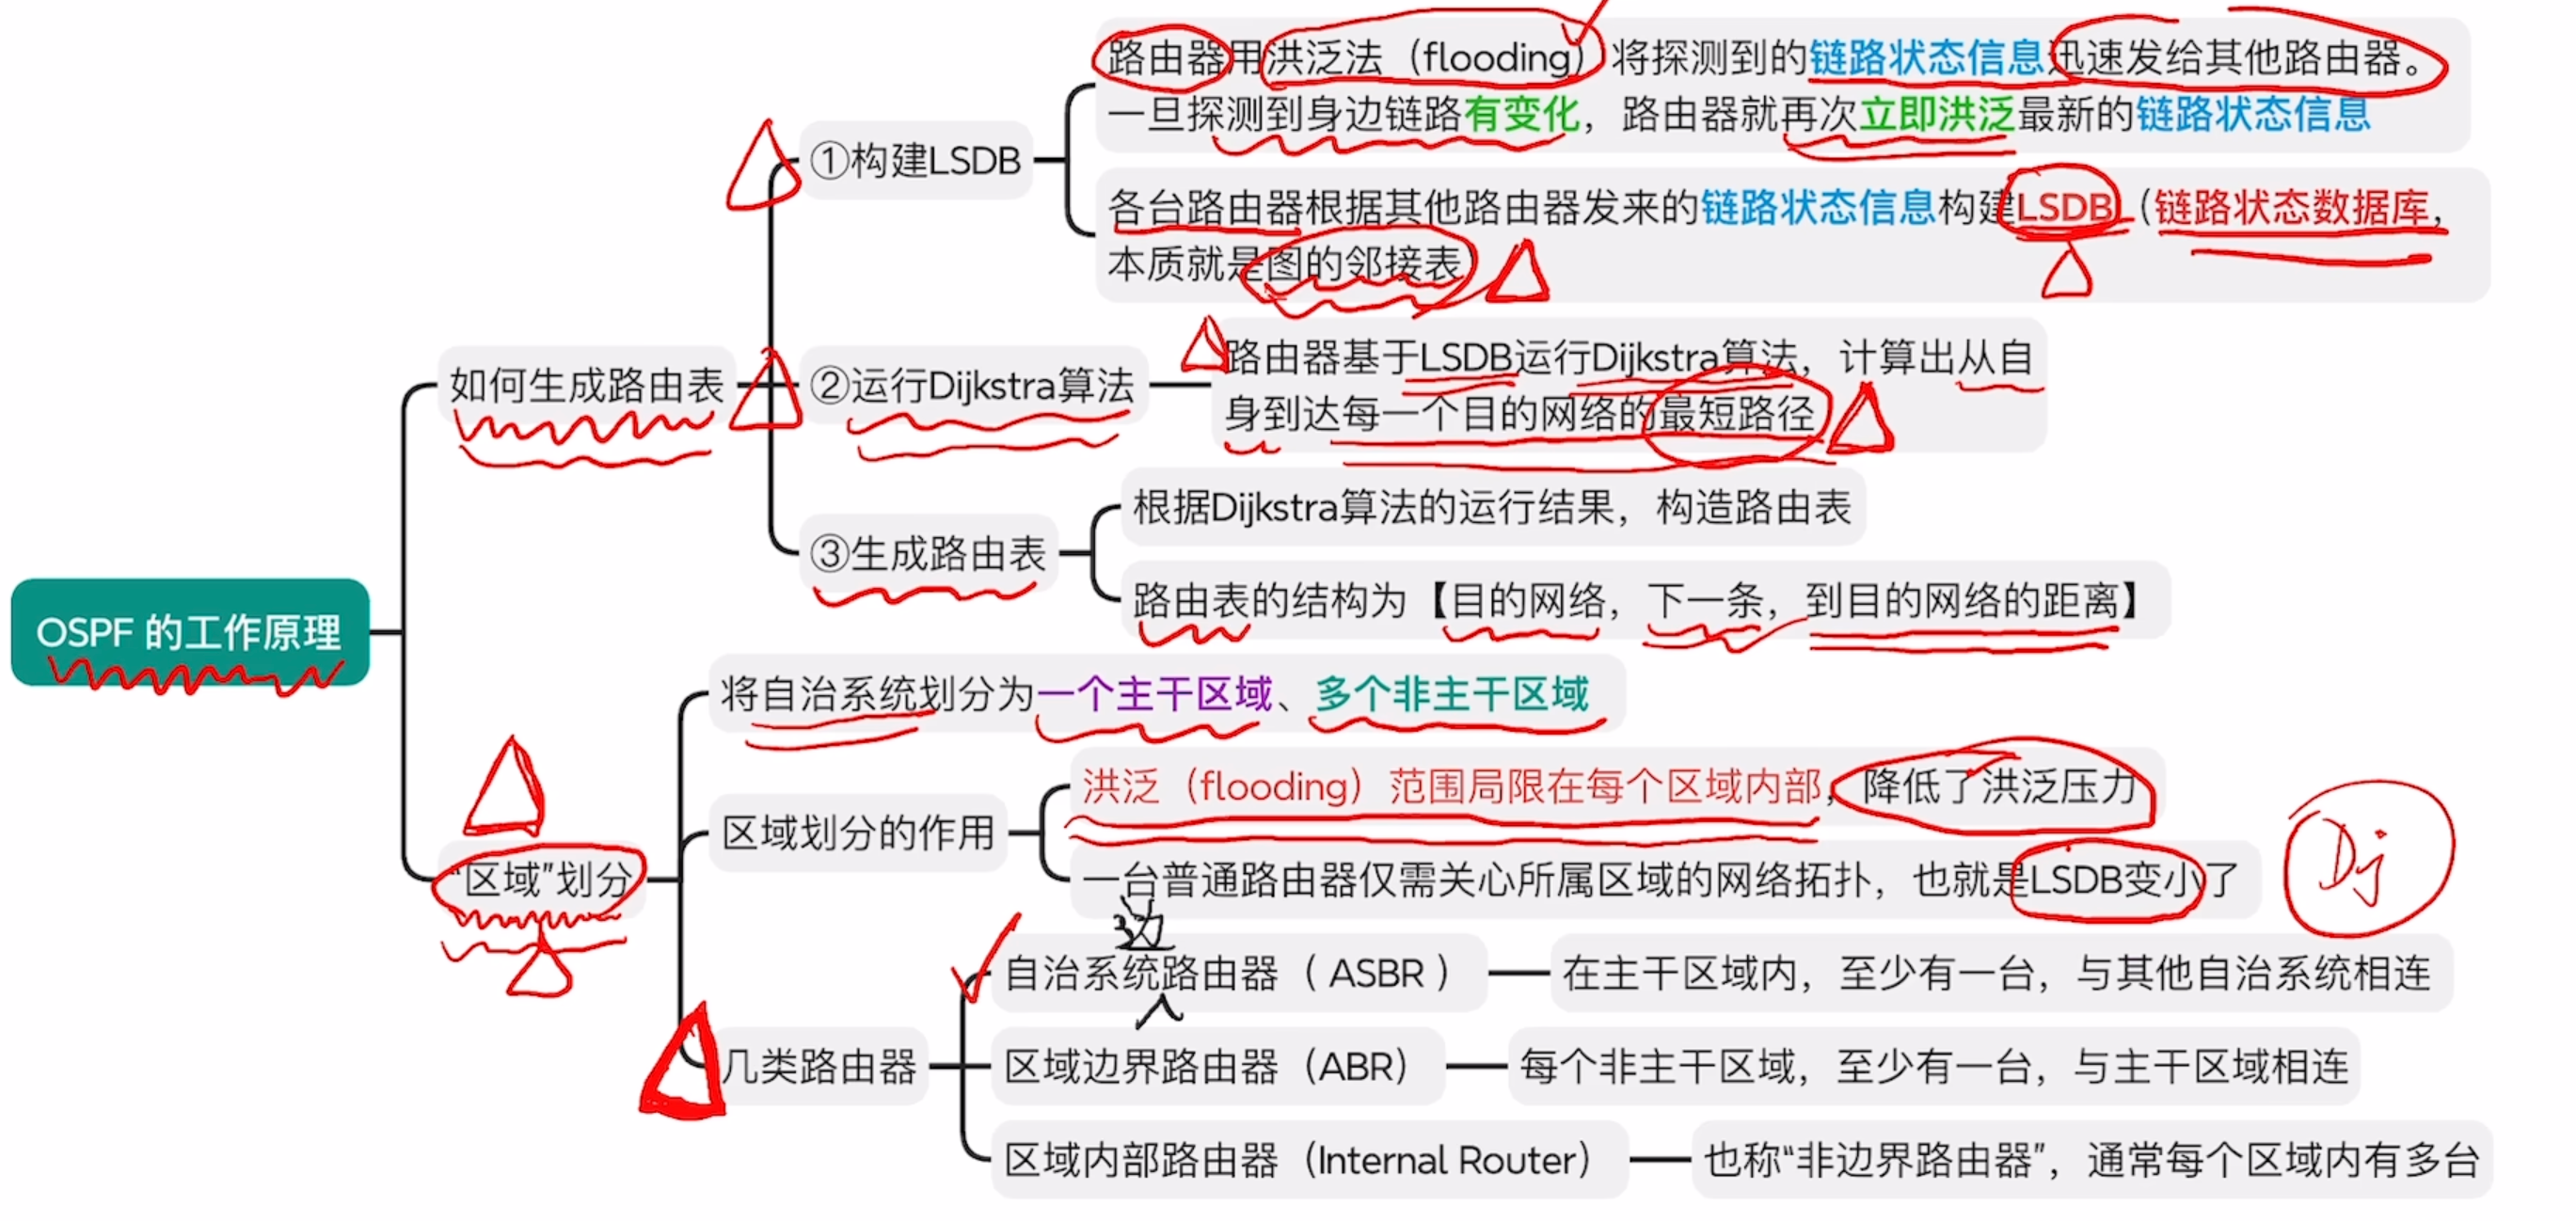 路由器用洪泛法（flooding）将探测到的链路状态信息迅速发给其他路由器。
一旦探测到身边链路有变化，路由器就再次立即洪泛最新的链路状态信息
①构建LSDB
各台路由器根据其他路由器发来的链路状态信息构建LSDB（链路状态数据库，
本质就是图的邻接表
如何生成路由表
②运行Dijkstra算法
路由器基于LSDB运行Dijkstra算法，计算出从自
身到达每一个目的网络的最短路径
③生成路由表
根据Dijkstra算法的运行结果，构造路由表
路由表的结构为【目的网络，下一条，到目的网络的距离】
OSPF 的工作原理
将自治系统划分为一个主干区域、多个非主干区域
区域划分的作用
洪泛（flooding）范围局限在每个区域内部，降低了洪泛压力
一台普通路由器仅需关心所属区域的网络拓扑，也就是LSDB变小了
Dj
“区域”划分
边
自治系统路由器（ ASBR ）
在主干区域内，至少有一台，与其他自治系统相连
几类路由器
区域边界路由器（ABR）
每个非主干区域，至少有一台，与主干区域相连
区域内部路由器（Internal Router）
也称“非边界路由器”，通常每个区域内有多台